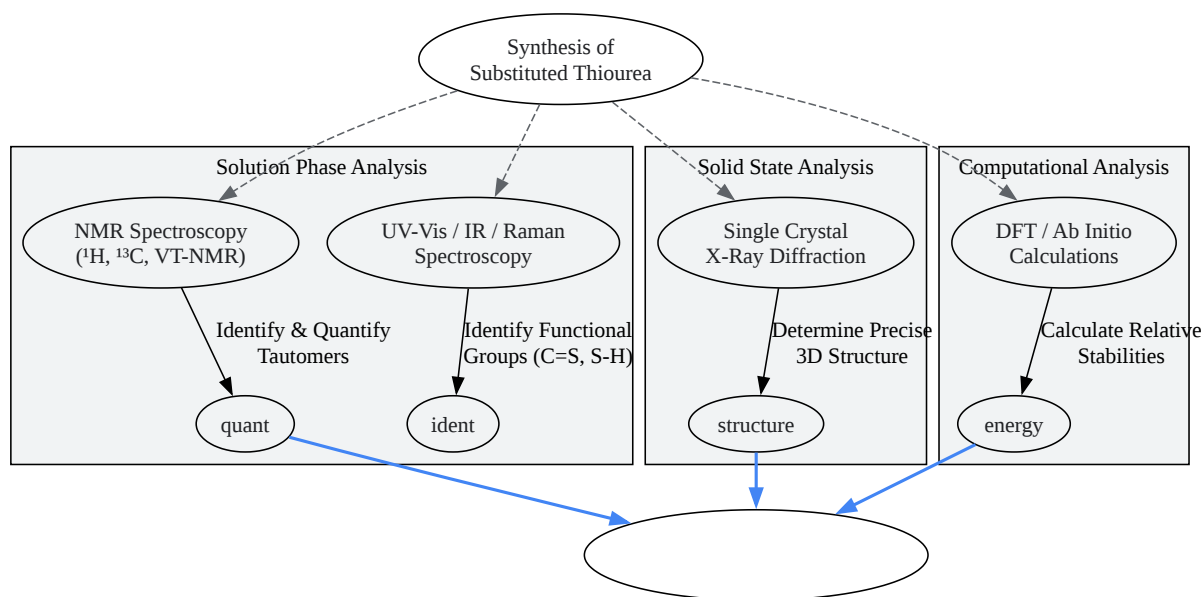 Synthesis of
Substituted Thiourea
Solution Phase Analysis
Solid State Analysis
Computational Analysis
NMR Spectroscopy
(¹H, ¹³C, VT-NMR)
UV-Vis / IR / Raman
Spectroscopy
Single Crystal
X-Ray Diffraction
DFT / Ab Initio
Calculations
Identify & Quantify
Tautomers
Identify Functional
Groups (C=S, S-H)
Determine Precise
3D Structure
Calculate Relative
Stabilities
quant
ident
structure
energy